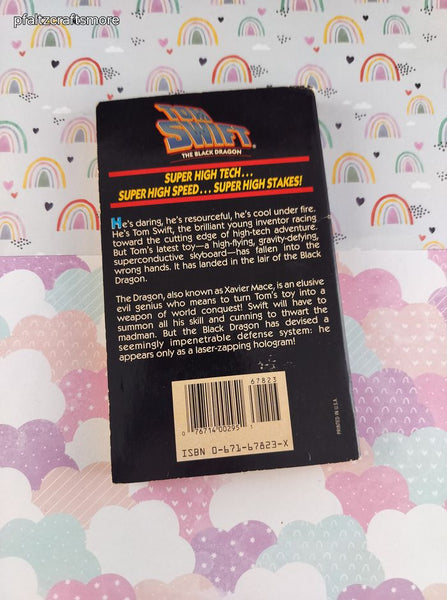 pfaltzcraftsmore
TOM
SWIFT®
THE BLACK DRAGON
SUPER HIGH TECH...
SUPER HIGH SPEED... SUPER HIGH STAKES!
He's daring, he's resourceful, he's cool under fire.
He's Tom Swift, the brilliant young inventor racing
toward the cutting edge of high-tech adventure.
But Tom's latest toy—a high-flying, gravity-defying,
superconductive skyboard—has fallen into the
wrong hands. It has landed in the lair of the Black
Dragon.
The Dragon, also known as Xavier Mace, is an elusive
evil genius who means to turn Tom's toy into a
weapon of world conquest! Swift will have to
summon all his skill and cunning to thwart the
madman. But the Black Dragon has devised a
seemingly impenetrable defense system: he
appears only as a laser-zapping hologram!
67823
0 76714 00295 1
ISBN 0-671-67823-X
PRINTED IN U.S.A.